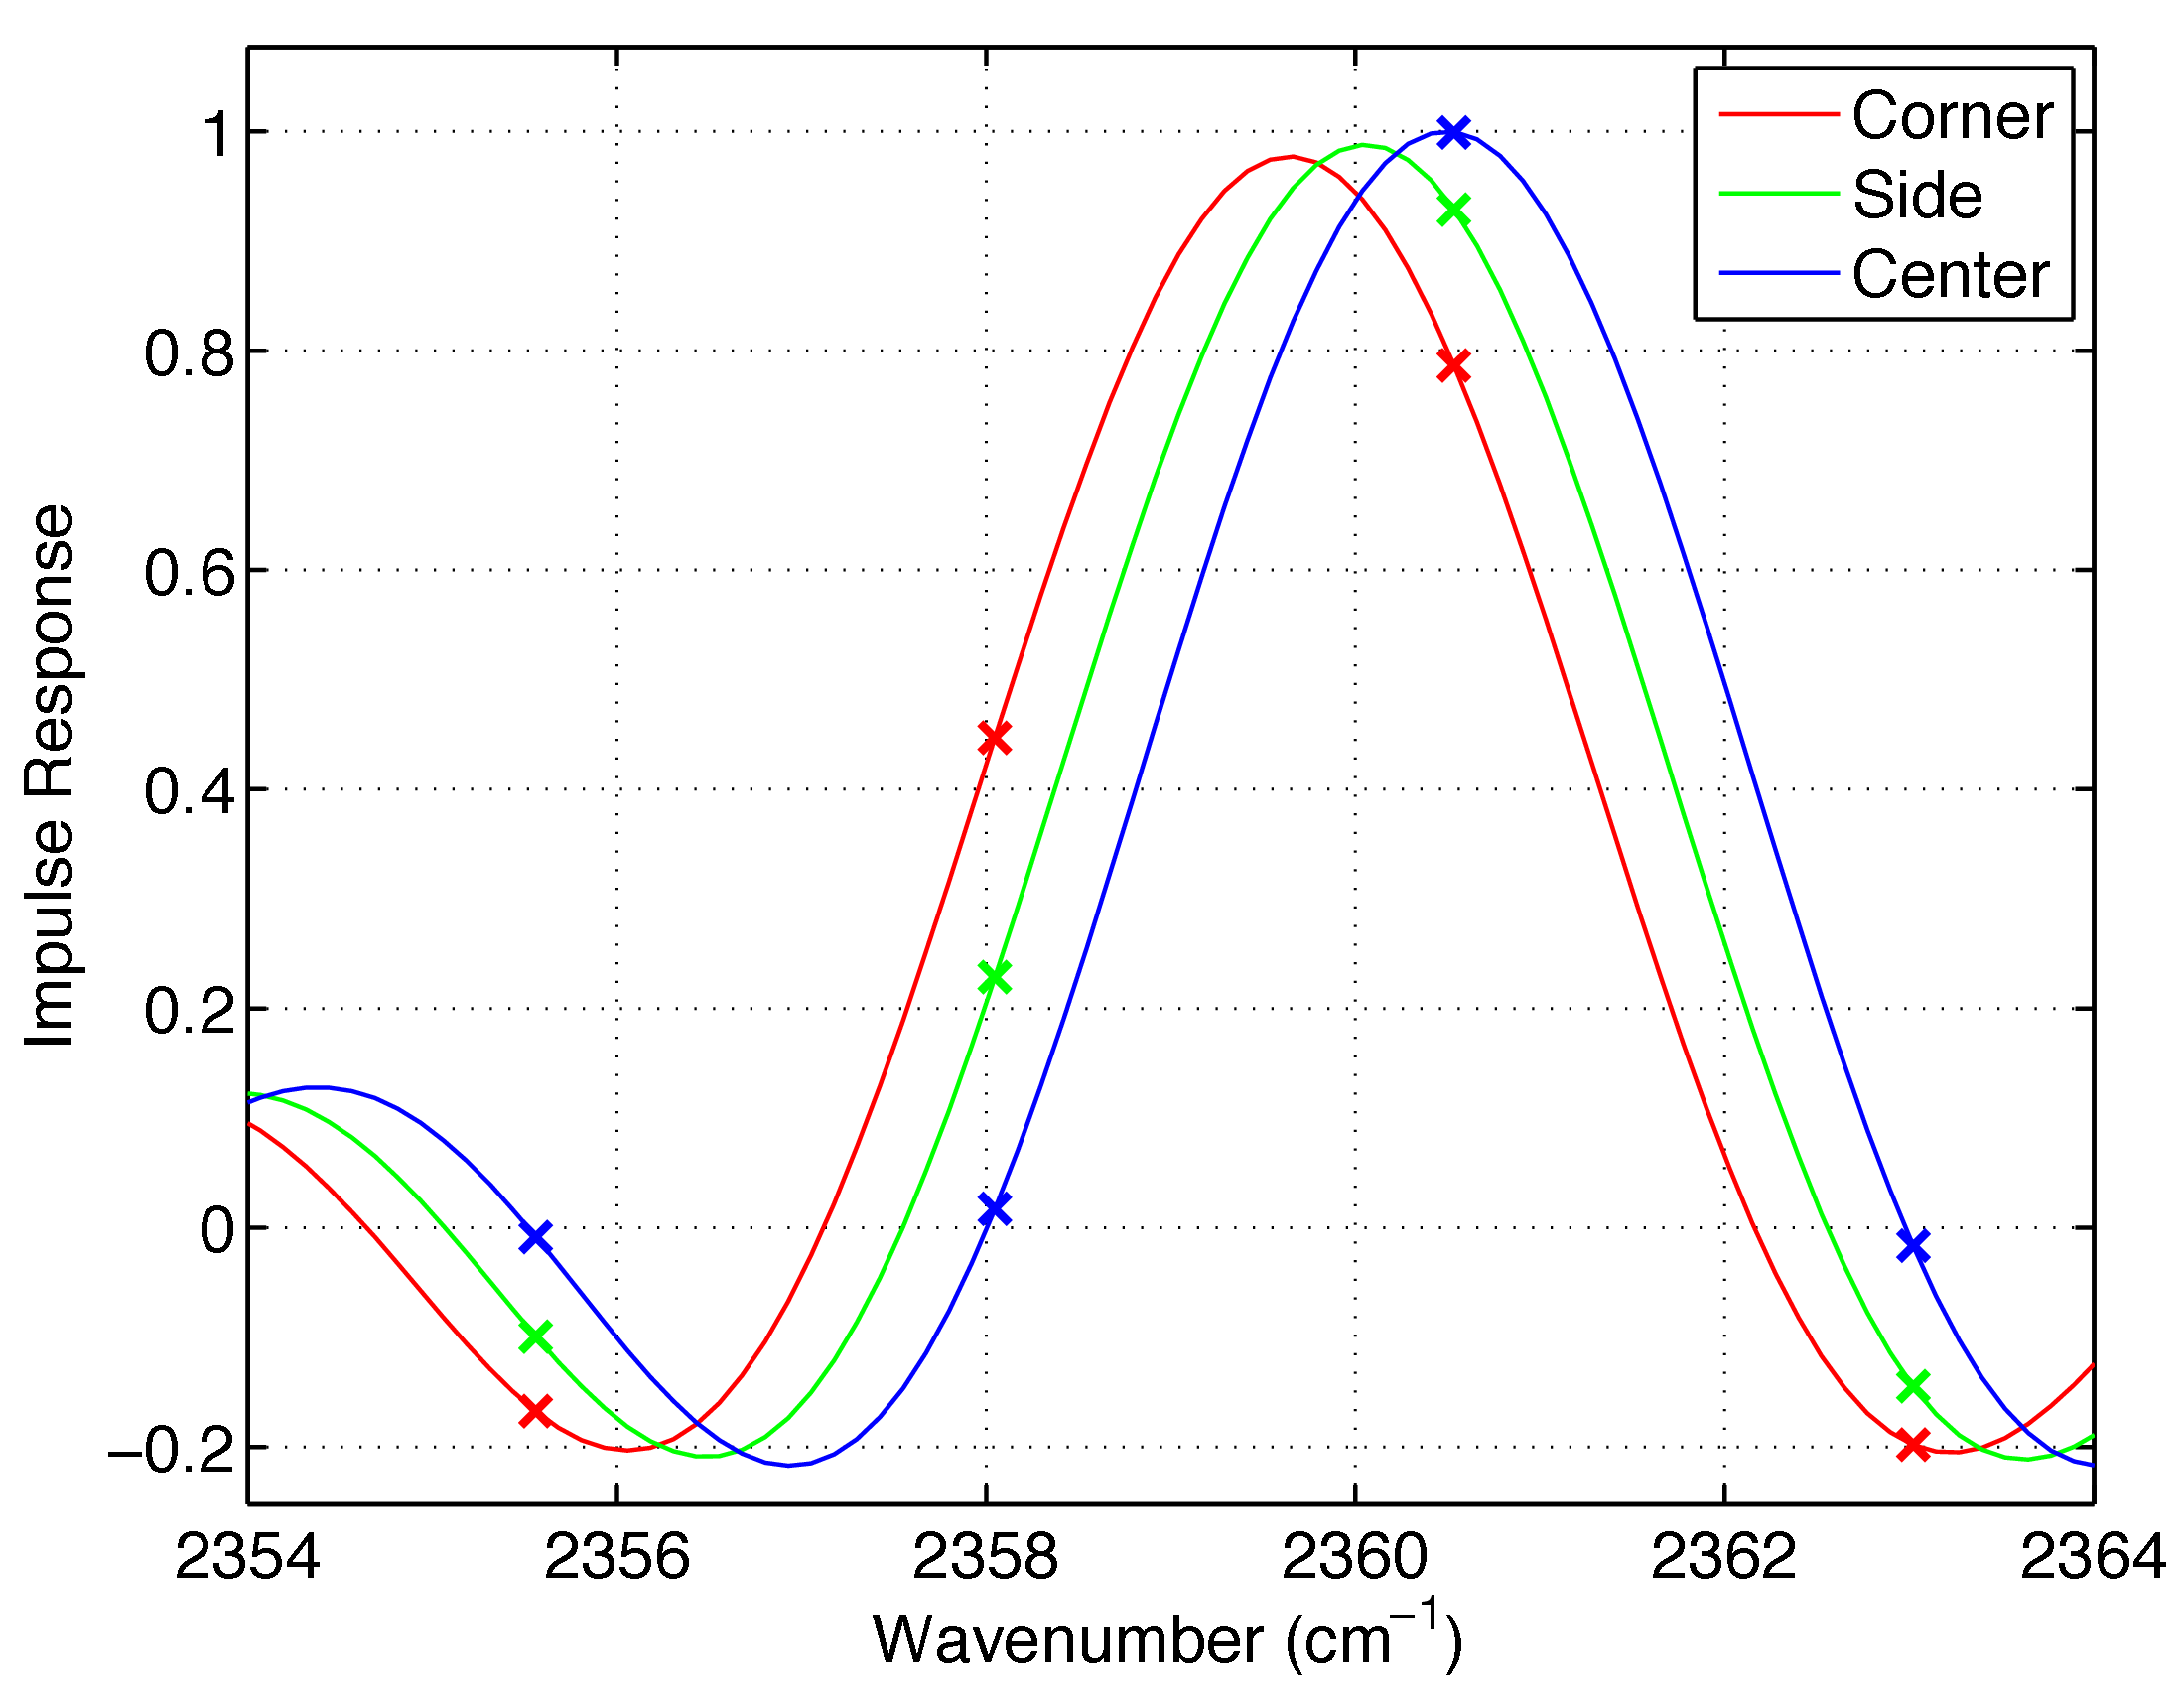 Corner
Side
Center
1
0.8
0.6
0.4
0.2
0
−0.2
2354 2356 2358 2360 2362 2364
Wavenumber (cm⁻¹)
Impulse Response